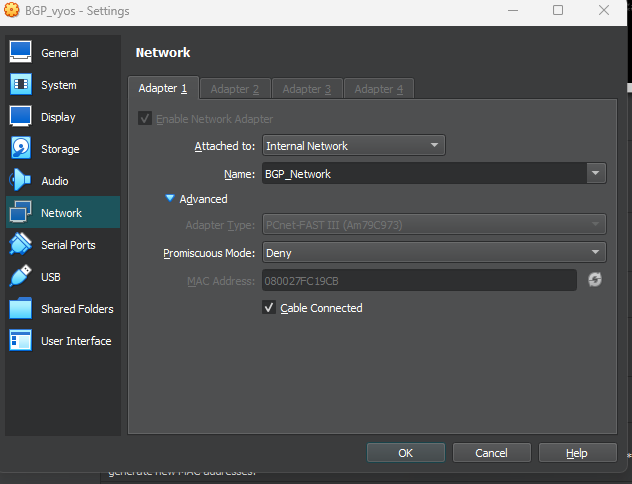 BGP_vyos - Settings
General
System
Display
Storage
Audio
Network
Serial Ports
USB
Shared Folders
User Interface
Network
Adapter 1
Adapter 2
Adapter 3
Adapter 4
Enable Network Adapter
Attached to: Internal Network
Name: BGP_Network
Advanced
Adapter Type: PCnet-FAST III (Am79C973)
Promiscuous Mode: Deny
MAC Address: 080027FC19CB
Cable Connected
OK
Cancel
Help
generate new MAC addresses.